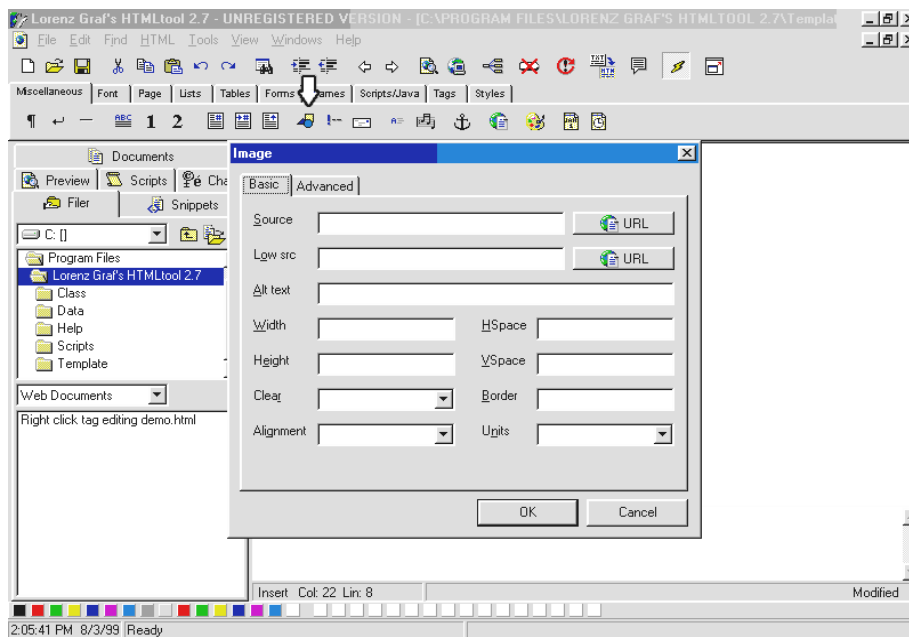 Lorenz Graf's HTMLtool 2.7 - UNREGISTERED VERSION - [C:\PROGRAM FILES\LORENZ GRAF'S HTMLTOOL 2.7\Templa
File Edit Find HTML Tools View Windows Help
Miscellaneous Font Page Lists Tables Forms ames Scripts/Java Tags Styles
ABC 1 2
Documents
Preview Scripts Cha
Filer Snippets
C: []
Program Files
Lorenz Graf's HTMLtool 2.7
Class
Data
Help
Scripts
Template
Web Documents
Right click tag editing demo.html
Image
Basic Advanced
Source URL
Low src URL
Alt text
Width HSpace
Height VSpace
Clear Border
Alignment Units
OK Cancel
Insert Col: 22 Lin: 8 Modified
2:05:41 PM 8/3/99 Ready